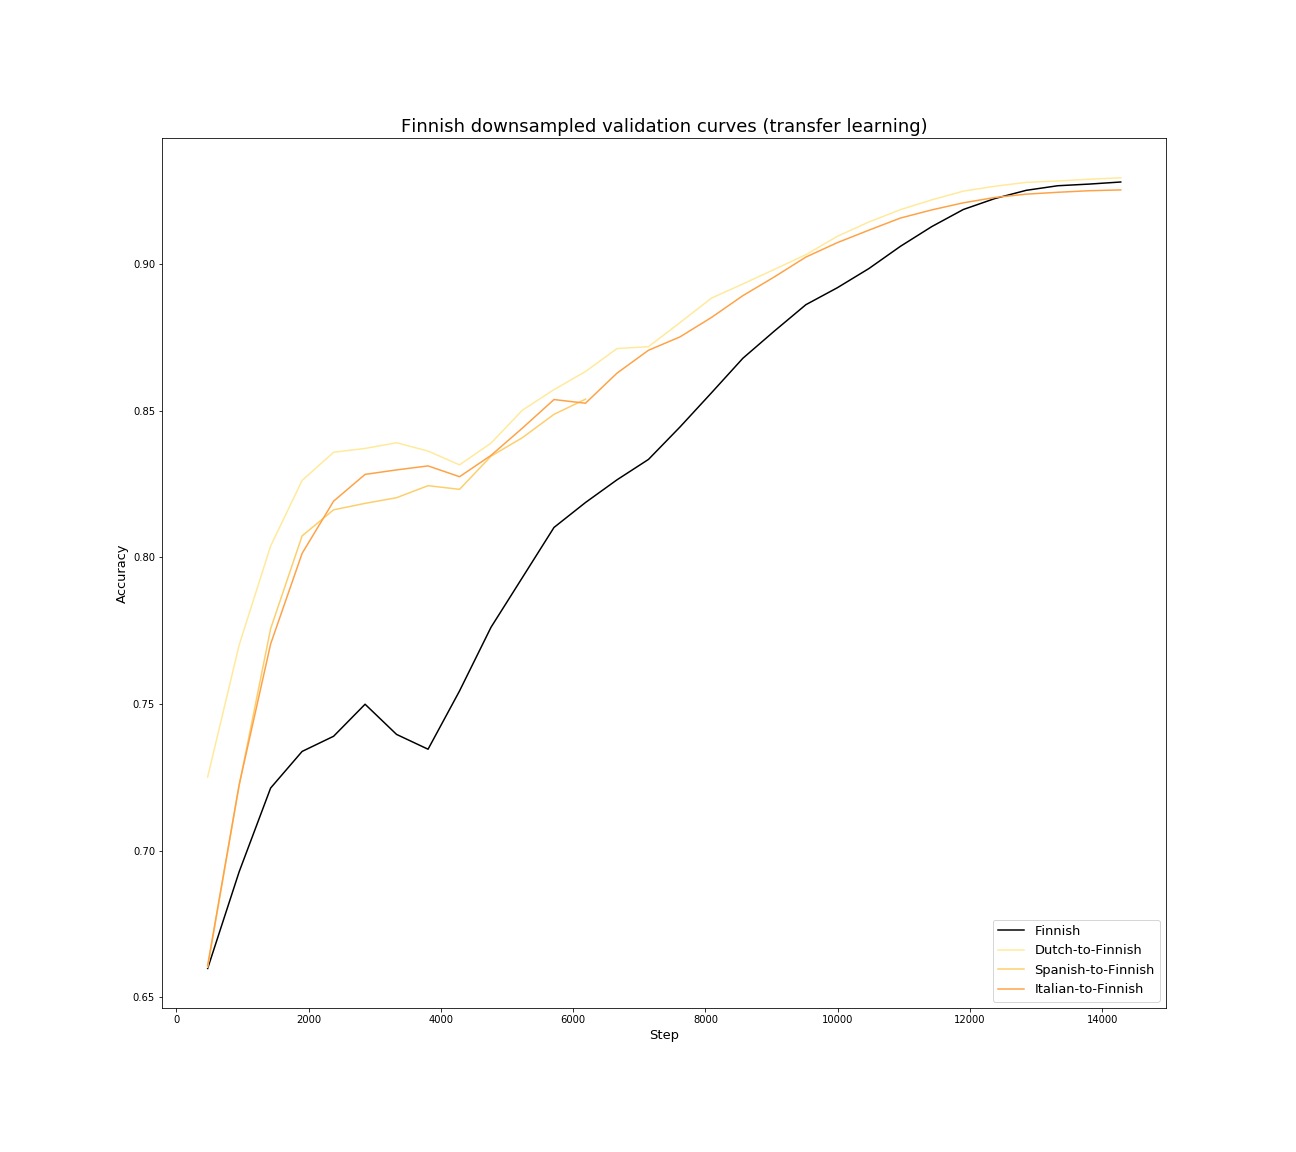 Finnish downsampled validation curves (transfer learning)
Accuracy
0.90
0.85
0.80
0.75
0.70
0.65
0
2000
4000
6000
8000
10000
12000
14000
Step
Finnish
Dutch-to-Finnish
Spanish-to-Finnish
Italian-to-Finnish